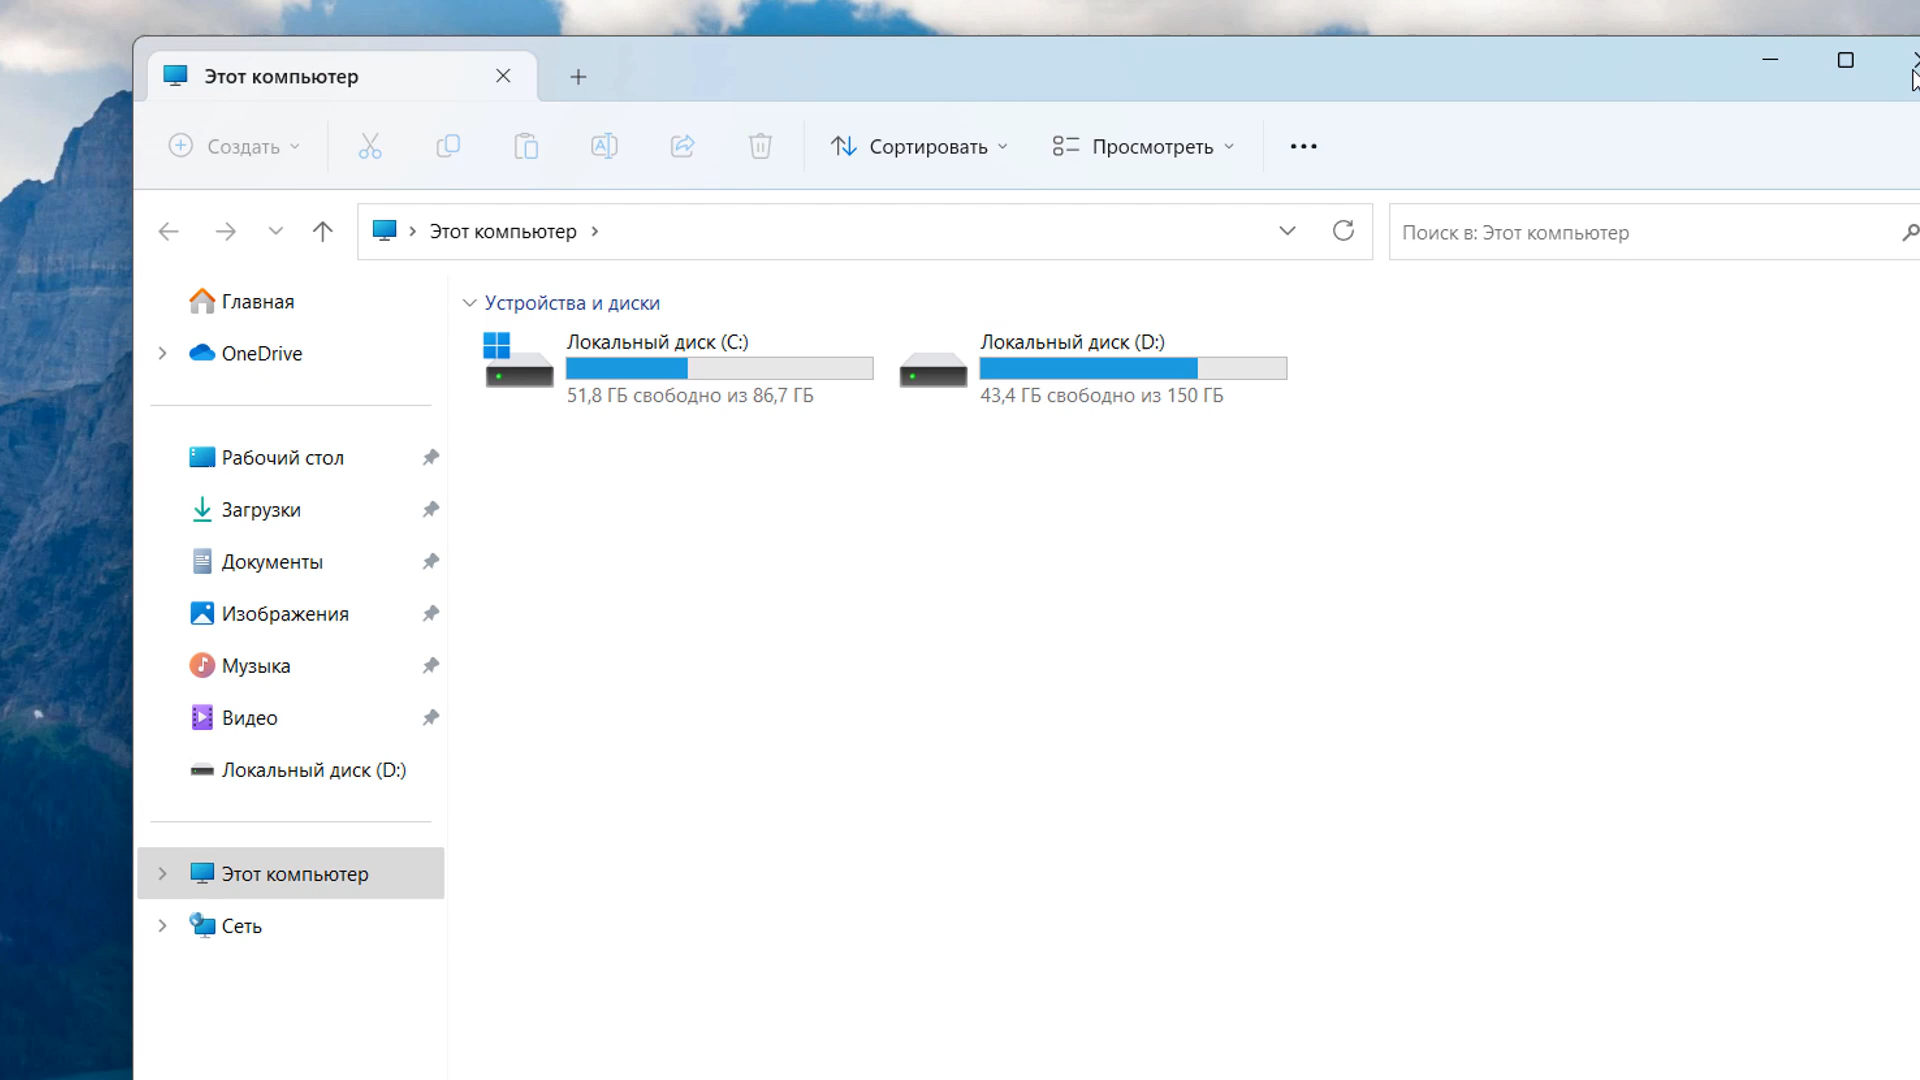 Этот компьютер
Создать
Сортировать
Просмотреть
Этот компьютер
Поиск в: Этот компьютер
Главная
OneDrive
Рабочий стол
Загрузки
Документы
Изображения
Музыка
Видео
Локальный диск (D:)
Этот компьютер
Сеть
Устройства и диски
Локальный диск (C:)
51,8 ГБ свободно из 86,7 ГБ
Локальный диск (D:)
43,4 ГБ свободно из 150 ГБ